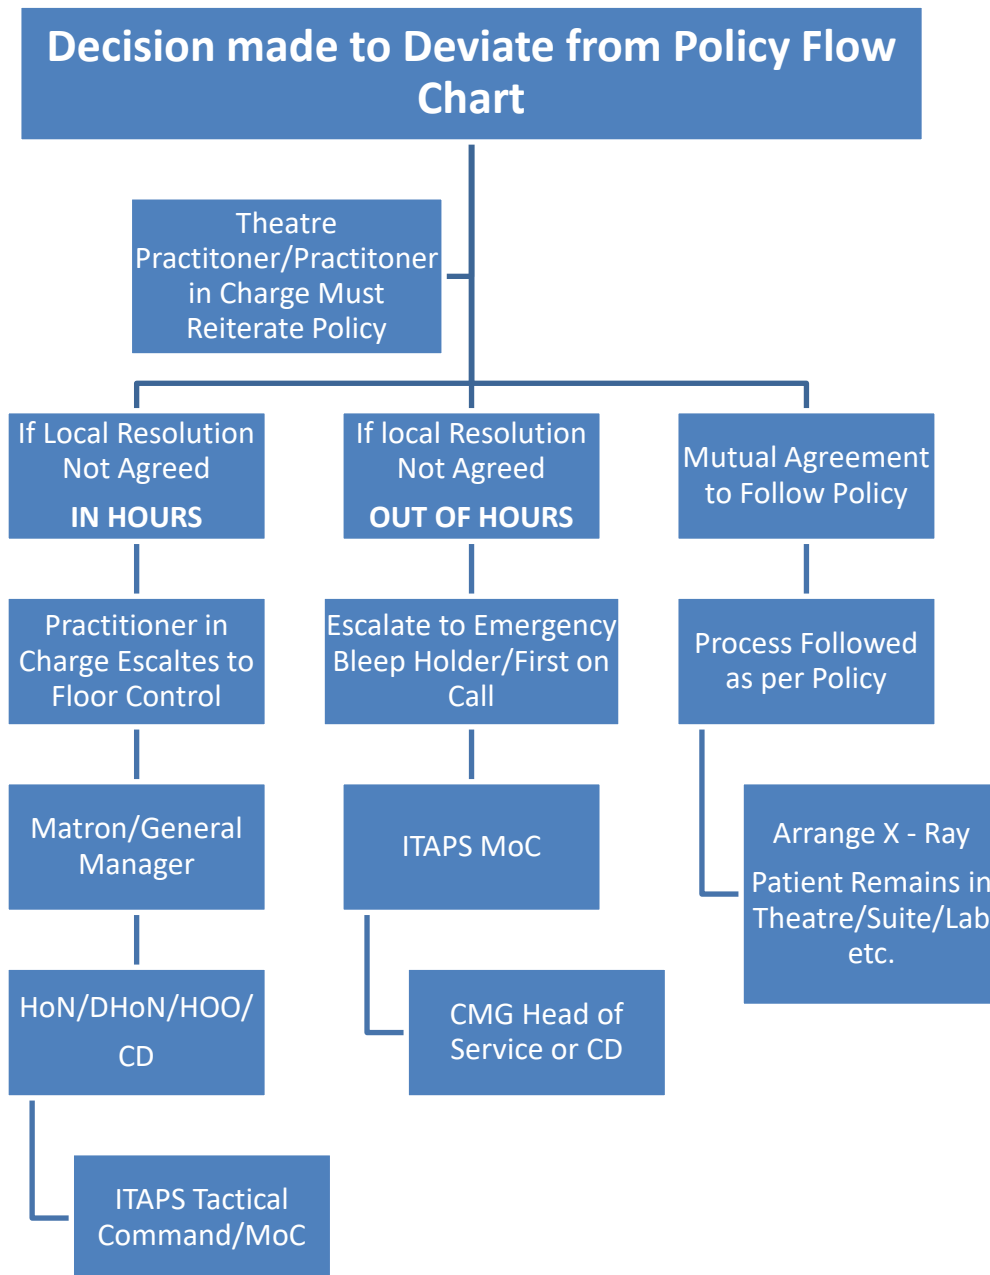 Decision made to Deviate from Policy Flow
Chart
Theatre
Practitoner/Practitoner
in Charge Must
Reiterate Policy
If Local Resolution
Not Agreed
IN HOURS
If local Resolution
Not Agreed
OUT OF HOURS
Mutual Agreement
to Follow Policy
Practitioner in
Charge Escaltes to
Floor Control
Escalate to Emergency
Bleep Holder/First on
Call
Process Followed
as per Policy
Matron/General
Manager
ITAPS MoC
Arrange X - Ray
Patient Remains in
Theatre/Suite/Lab
etc.
HoN/DHoN/HOO/
CD
CMG Head of
Service or CD
ITAPS Tactical
Command/MoC